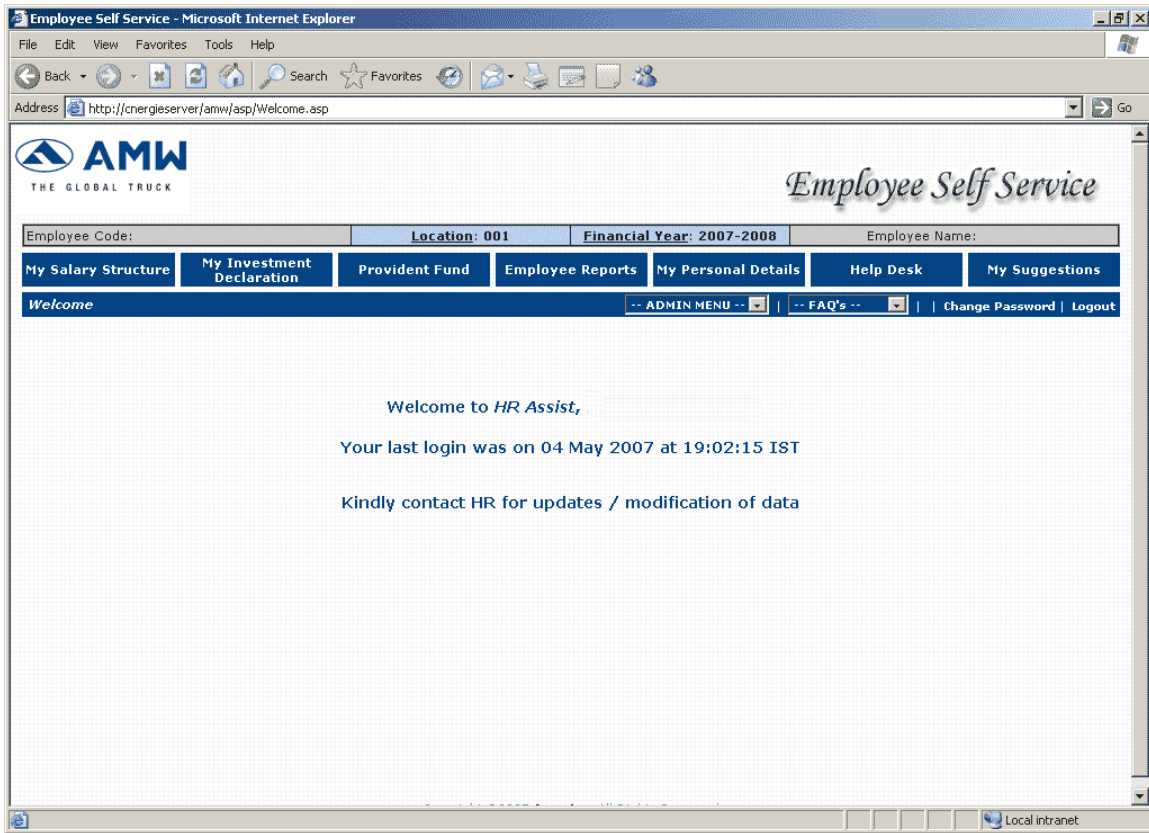 Employee Self Service - Microsoft Internet Explorer
File Edit View Favorites Tools Help
Back Search Favorites
Address http://cnergieserver/amw/asp/Welcome.asp Go
AMW
THE GLOBAL TRUCK
Employee Self Service
Employee Code: Location: 001 Financial Year: 2007-2008 Employee Name:
My Salary Structure My Investment Declaration Provident Fund Employee Reports My Personal Details Help Desk My Suggestions
Welcome -- ADMIN MENU -- | -- FAQ's -- | | Change Password | Logout
Welcome to HR Assist,
Your last login was on 04 May 2007 at 19:02:15 IST
Kindly contact HR for updates / modification of data
Local intranet